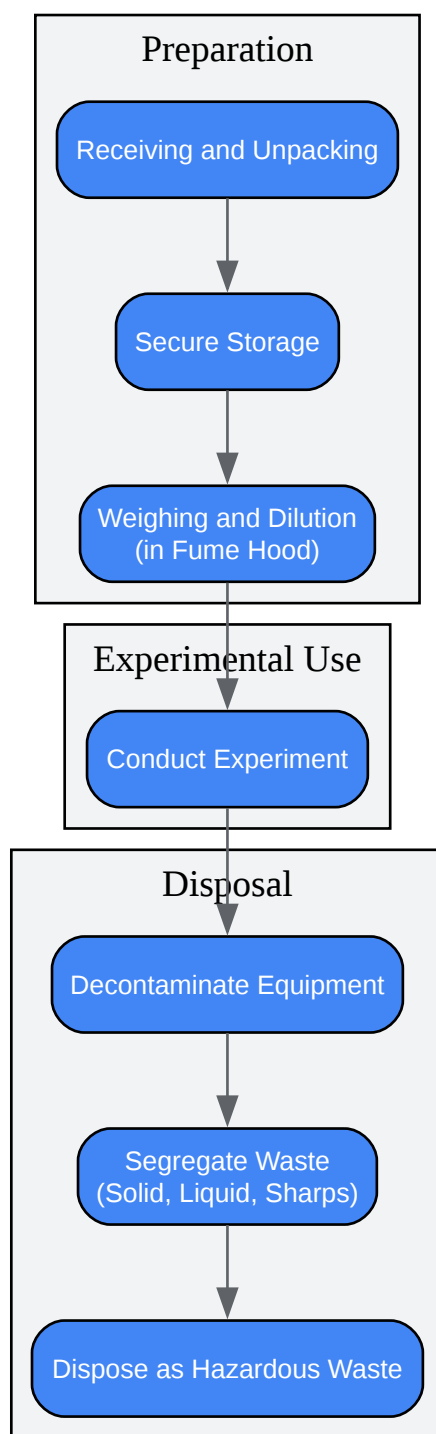 Preparation
Receiving and Unpacking
Secure Storage
Weighing and Dilution
(in Fume Hood)
Experimental Use
Conduct Experiment
Disposal
Decontaminate Equipment
Segregate Waste
(Solid, Liquid, Sharps)
Dispose as Hazardous Waste